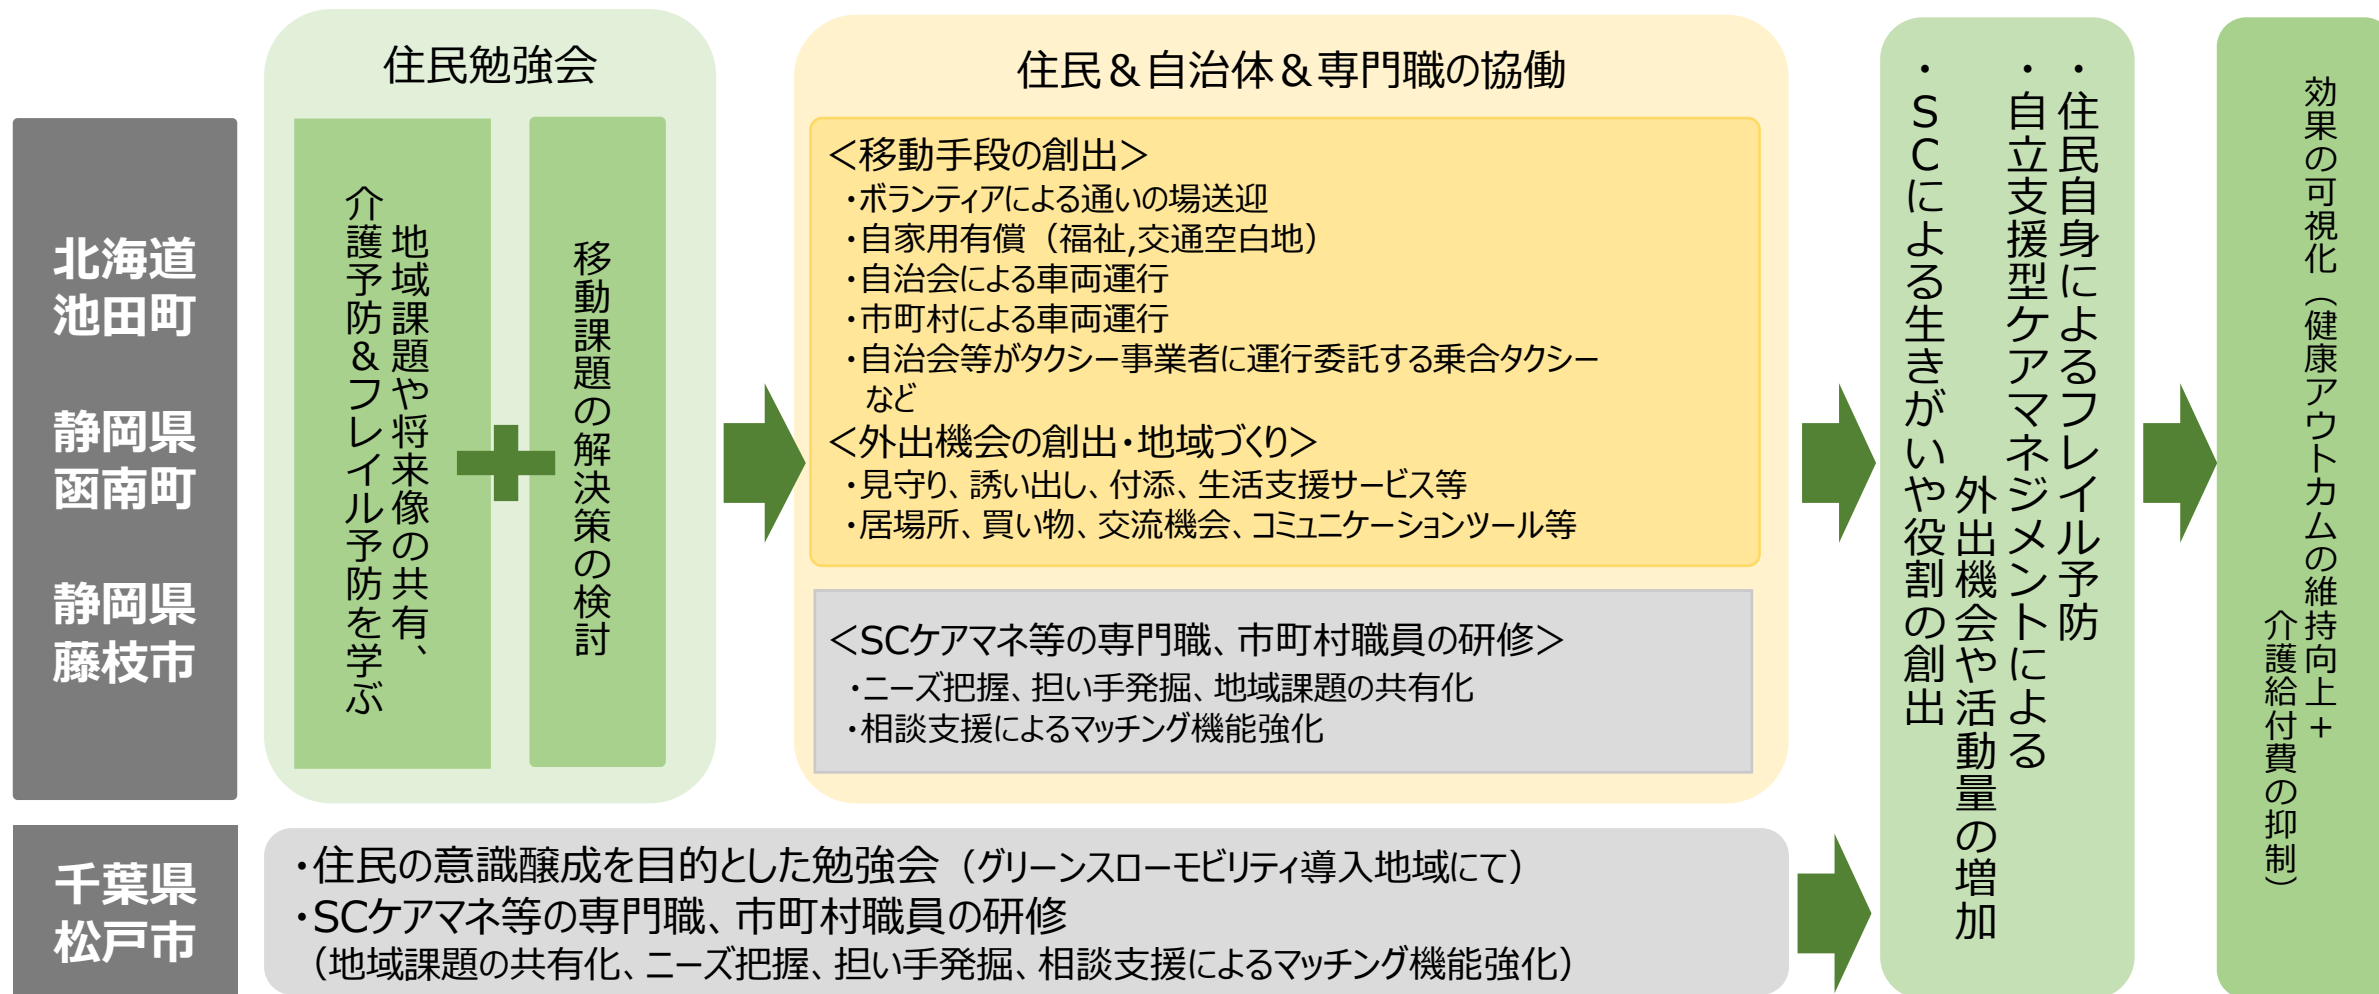 北海道
池田町
静岡県
函南町
静岡県
藤枝市
住民勉強会
地域課題や将来像の共有、
介護予防&フレイル予防を学ぶ
移動課題の解決策の検討
住民&自治体&専門職の協働
<移動手段の創出>
・ボランティアによる通いの場送迎
・自家用有償(福祉,交通空白地)
・自治会による車両運行
・市町村による車両運行
・自治会等がタクシー事業者に運行委託する乗合タクシー
など
<外出機会の創出・地域づくり>
・見守り、誘い出し、付添、生活支援サービス等
・居場所、買い物、交流機会、コミュニケーションツール等
<SCケアマネ等の専門職、市町村職員の研修>
・ニーズ把握、担い手発掘、地域課題の共有化
・相談支援によるマッチング機能強化
千葉県
松戸市
・住民の意識醸成を目的とした勉強会(グリーンスローモビリティ導入地域にて)
・SCケアマネ等の専門職、市町村職員の研修
(地域課題の共有化、ニーズ把握、担い手発掘、相談支援によるマッチング機能強化)
・住民自身によるフレイル予防
・自立支援型ケアマネジメントによる
外出機会や活動量の増加
・SCによる生きがいや役割の創出
効果の可視化(健康アウトカムの維持向上+
介護給付費の抑制)